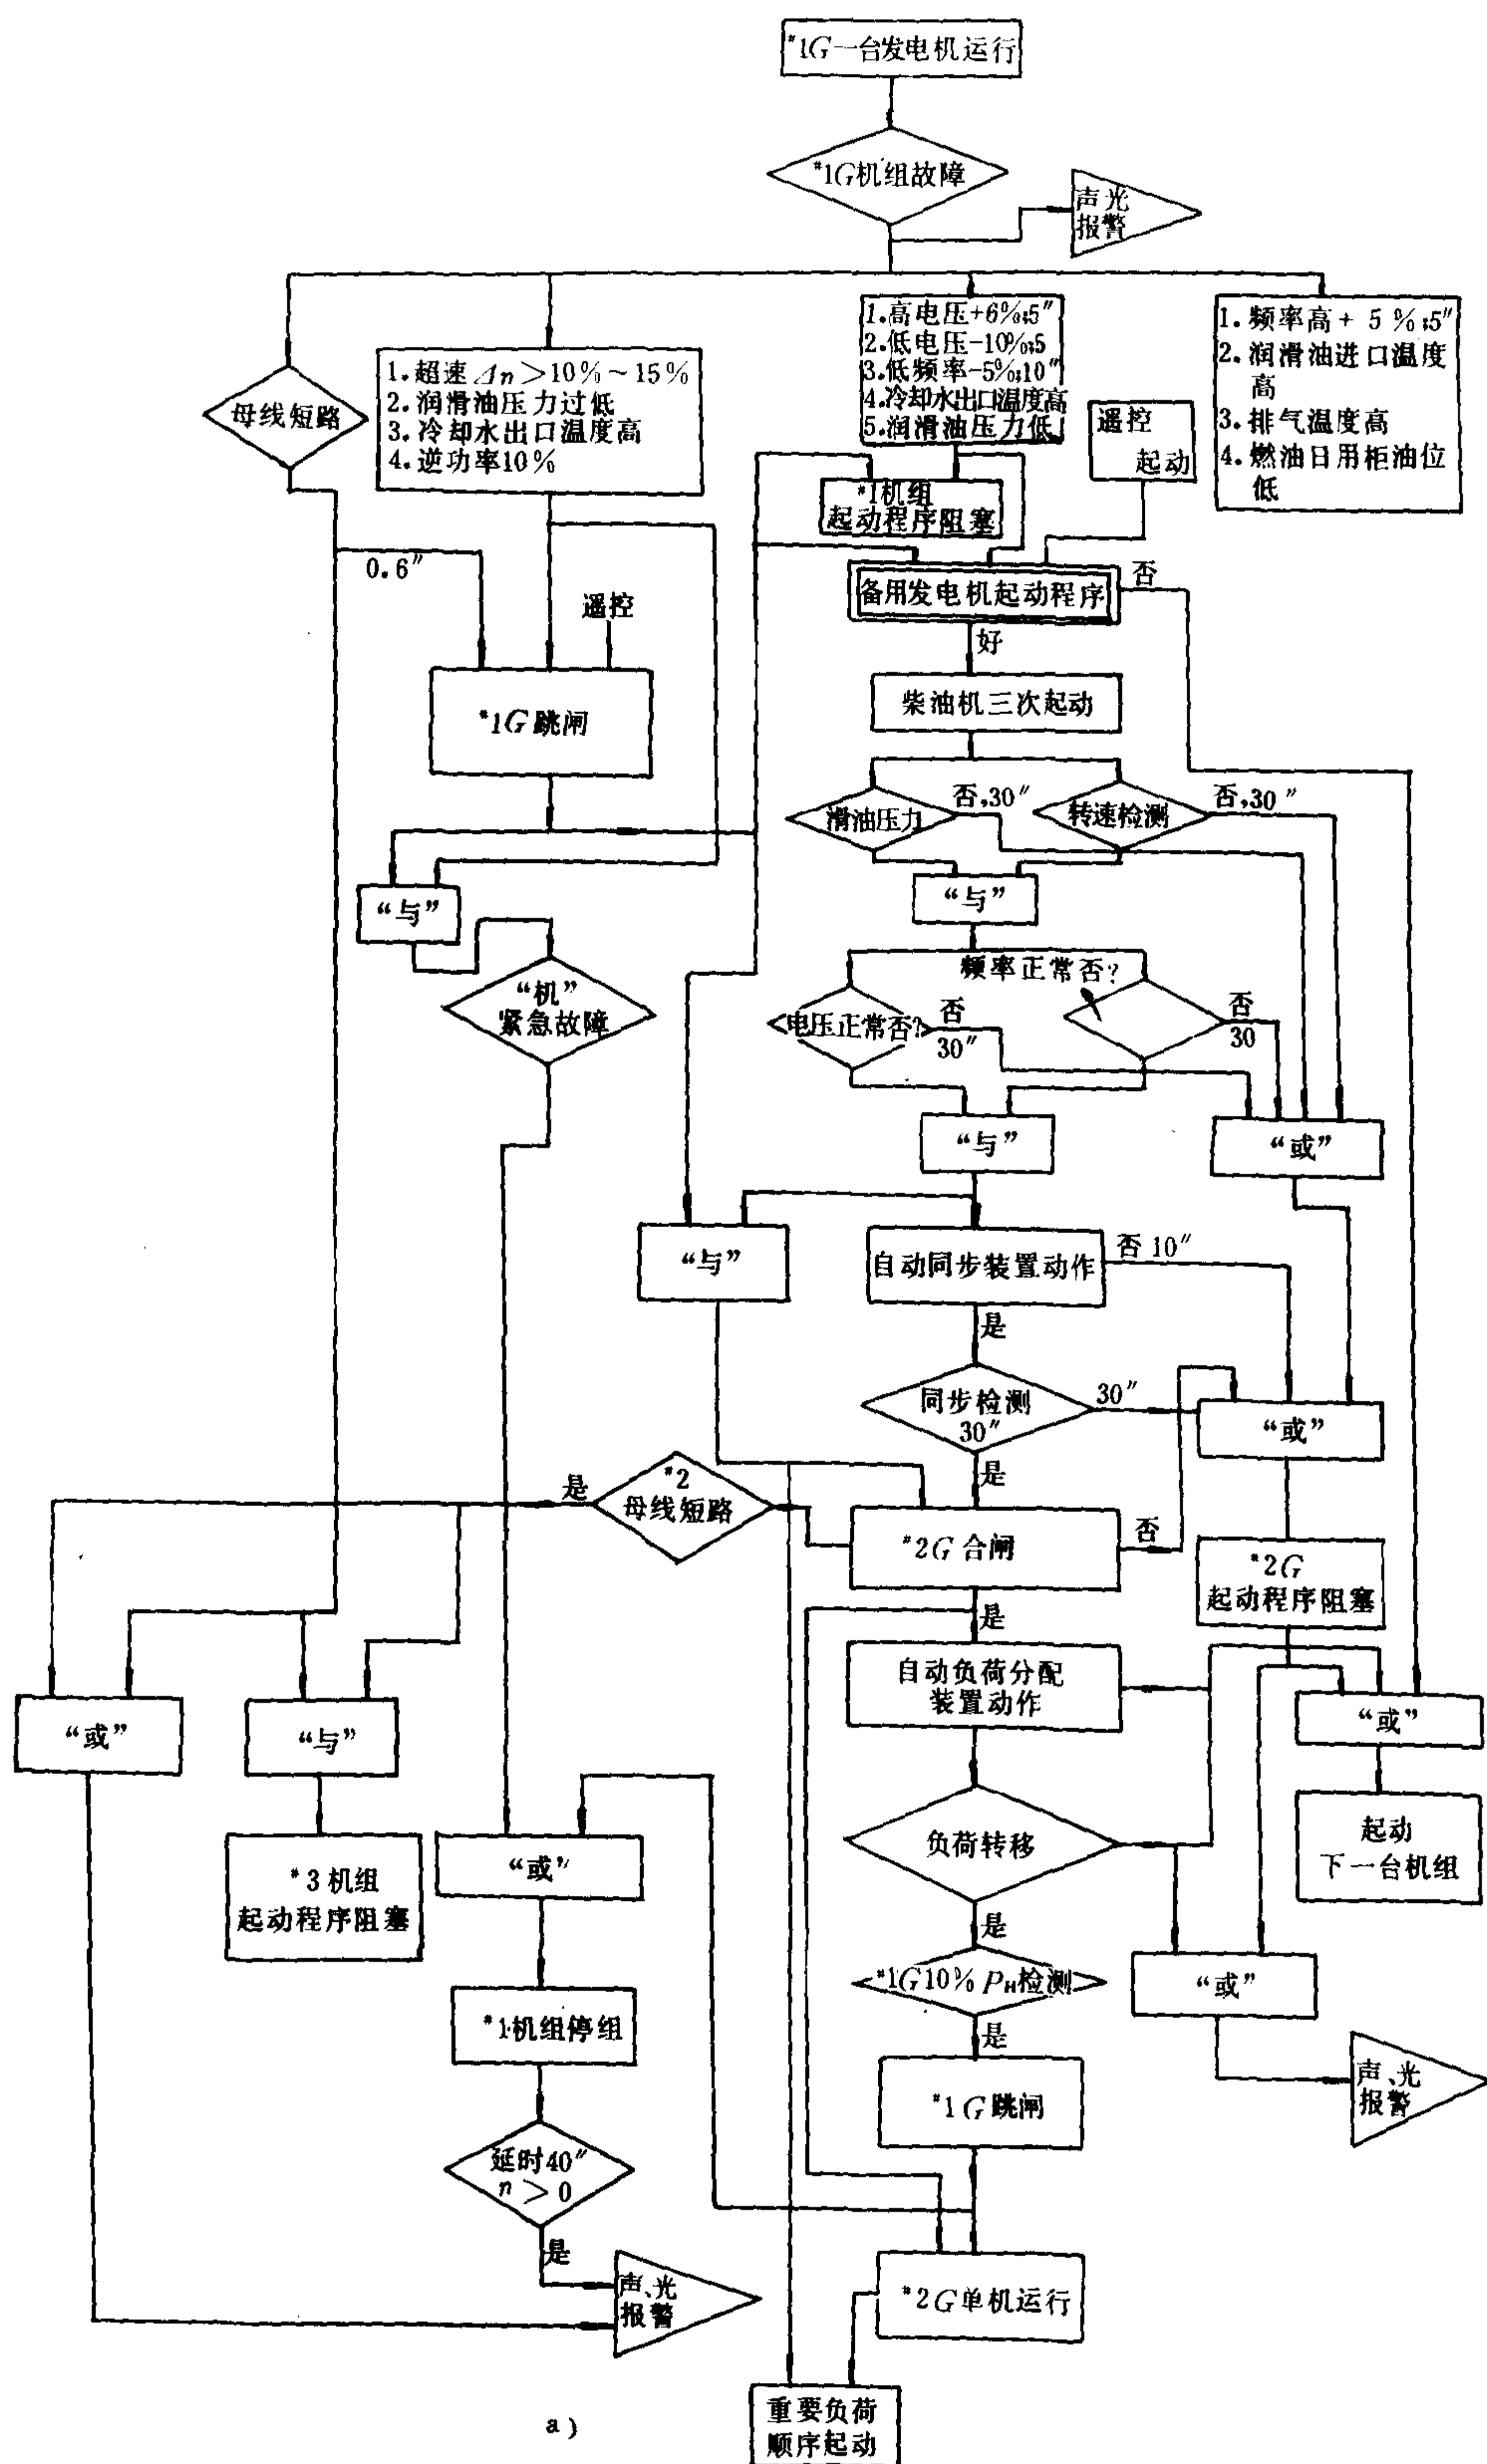 #1G一台发电机运行
#1G机组故障
声光
报警
母线短路
1.超速Δn>10%~15%
2.润滑油压力过低
3.冷却水出口温度高
4.逆功率10%
1.高电压+6%;5″
2.低电压-10%;5
3.低频率-5%;10″
4.冷却水出口温度高
5.润滑油压力低
1.频率高+5%;5″
2.润滑油进口温度
高
3.排气温度高
4.燃油日用柜油位
低
遥控
起动
#1机组
起动程序阻塞
0.6″
遥控
备用发电机起动程序
否
好
#1G跳闸
柴油机三次起动
滑油压力
否,30″
转速检测
否,30″
“与”
“与”
“机”
紧急故障
频率正常否?
电压正常否?
否
30″
否
30
“与”
“或”
“与”
自动同步装置动作
否10″
是
同步检测
30″
30″
“或”
是
#2
母线短路
是
#2G合闸
否
#2G
起动程序阻塞
是
自动负荷分配
装置动作
“或”
“或”
“与”
起动
下一台机组
负荷转移
“或”
#3机组
起动程序阻塞
是
#1G10%PH检测
“或”
#1机组停组
是
#1G跳闸
声、光
报警
延时40″
n>0
是
声、光
报警
#2G单机运行
重要负荷
顺序起动
a)